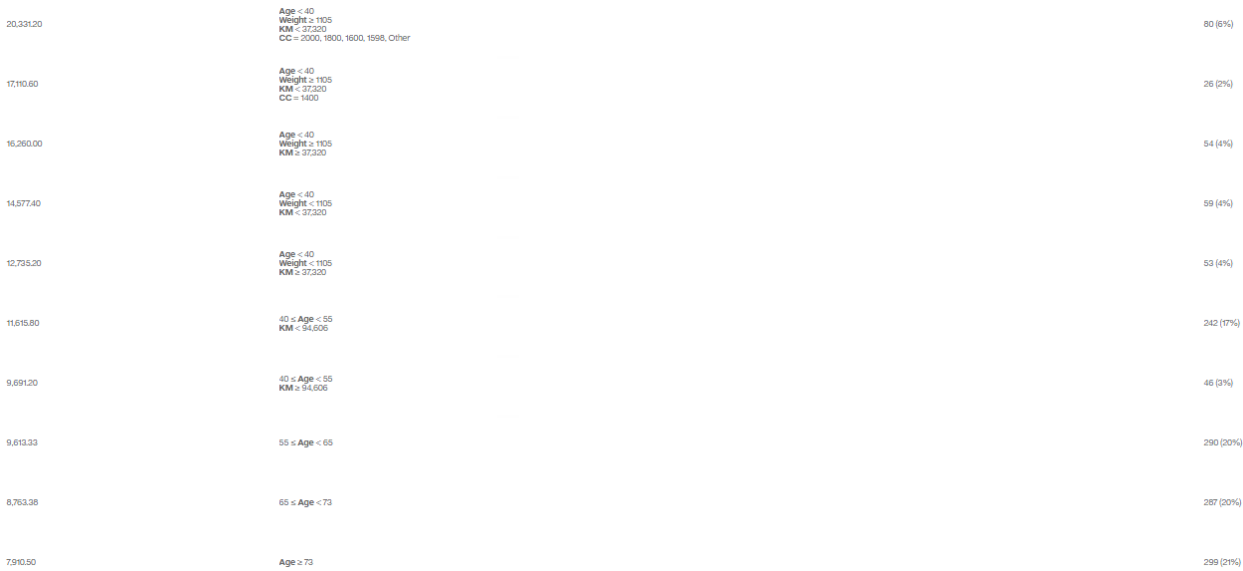 20,331.20
Age < 40
Weight ≥ 1105
KM < 37,320
CC = 2000, 1800, 1600, 1598, Other
80 (6%)
17,110.60
Age < 40
Weight ≥ 1105
KM < 37,320
CC = 1400
26 (2%)
16,260.00
Age < 40
Weight ≥ 1105
KM ≥ 37,320
54 (4%)
14,577.40
Age < 40
Weight < 1105
KM < 37,320
59 (4%)
12,735.20
Age < 40
Weight < 1105
KM ≥ 37,320
53 (4%)
11,615.80
40 ≤ Age < 55
KM < 94,606
242 (17%)
9,691.20
40 ≤ Age < 55
KM ≥ 94,606
46 (3%)
9,613.33
55 ≤ Age < 65
290 (20%)
8,763.38
65 ≤ Age < 73
287 (20%)
7,910.50
Age ≥ 73
299 (21%)